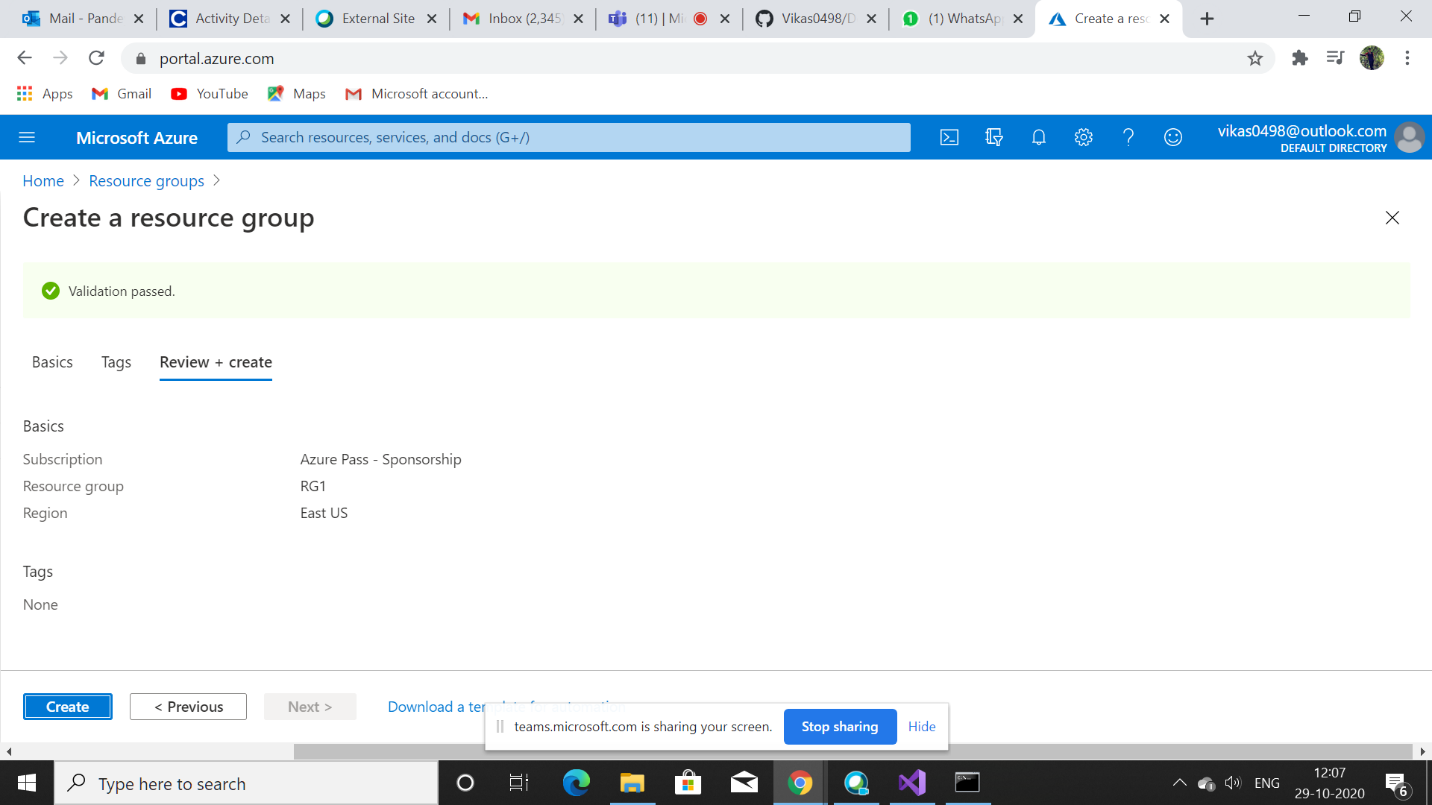 Mail - Pande
Activity Deta
External Site
Inbox (2,345
(11) | Mi
Vikas0498/D
(1) WhatsAp
Create a reso
portal.azure.com
Apps
Gmail
YouTube
Maps
Microsoft account...
Microsoft Azure
Search resources, services, and docs (G+/)
vikas0498@outlook.com
DEFAULT DIRECTORY
Home > Resource groups >
Create a resource group
Validation passed.
Basics
Tags
Review + create
Basics
Subscription Azure Pass - Sponsorship
Resource group RG1
Region East US
Tags
None
Create
< Previous
Next >
Download a template for automation
teams.microsoft.com is sharing your screen.
Stop sharing
Hide
Type here to search
ENG
12:07
29-10-2020
6